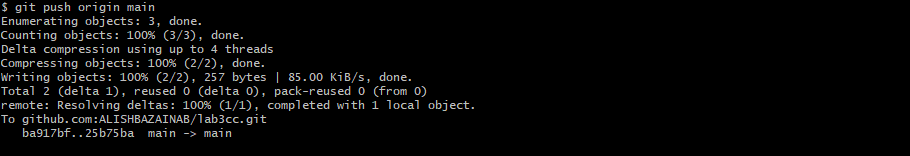 $ git push origin main
Enumerating objects: 3, done.
Counting objects: 100% (3/3), done.
Delta compression using up to 4 threads
Compressing objects: 100% (2/2), done.
Writing objects: 100% (2/2), 257 bytes | 85.00 KiB/s, done.
Total 2 (delta 1), reused 0 (delta 0), pack-reused 0 (from 0)
remote: Resolving deltas: 100% (1/1), completed with 1 local object.
To github.com:ALISHBAZAINAB/lab3cc.git
   ba917bf..25b75ba  main -> main